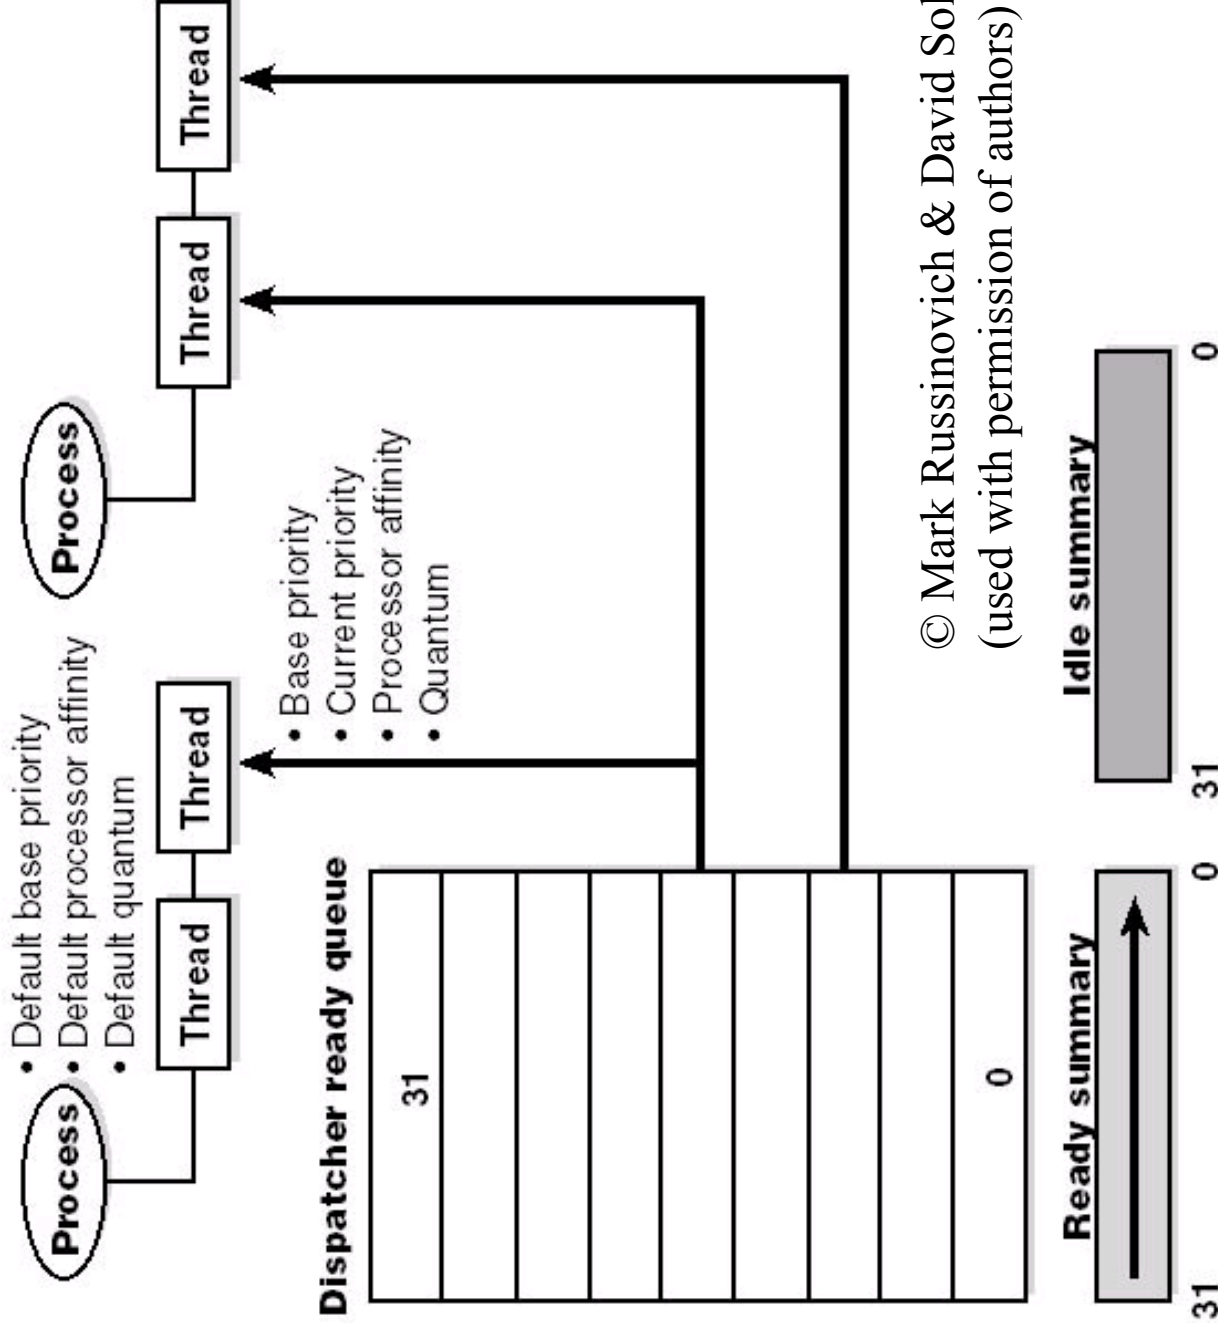 Process
• Default base priority
• Default processor affinity
• Default quantum
Process
Thread
Thread
Thread
Thread
• Base priority
• Current priority
• Processor affinity
• Quantum
Dispatcher ready queue
31
0
© Mark Russinovich & David
(used with permission of authors)
Ready summary
31
0
Idle summary
31
0